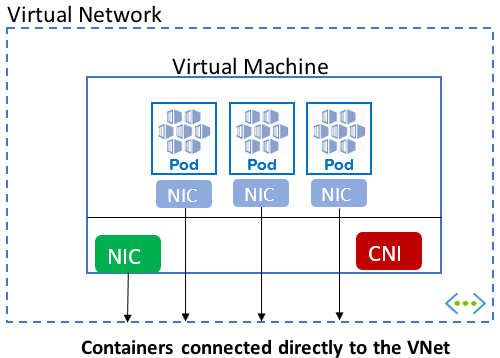 Virtual Network
Virtual Machine
Pod Pod Pod
NIC NIC NIC
NIC CNI
Containers connected directly to the VNet